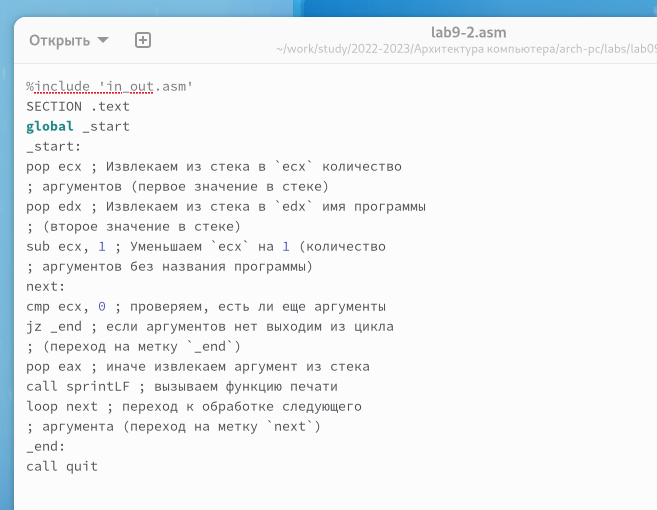 Открыть
lab9-2.asm
~/work/study/2022-2023/Архитектура компьютера/arch-pc/labs/lab09
%include 'in_out.asm'
SECTION .text
global _start
_start:
pop ecx ; Извлекаем из стека в `ecx` количество
; аргументов (первое значение в стеке)
pop edx ; Извлекаем из стека в `edx` имя программы
; (второе значение в стеке)
sub ecx, 1 ; Уменьшаем `ecx` на 1 (количество
; аргументов без названия программы)
next:
cmp ecx, 0 ; проверяем, есть ли еще аргументы
jz _end ; если аргументов нет выходим из цикла
; (переход на метку `_end`)
pop eax ; иначе извлекаем аргумент из стека
call sprintLF ; вызываем функцию печати
loop next ; переход к обработке следующего
; аргумента (переход на метку `next`)
_end:
call quit